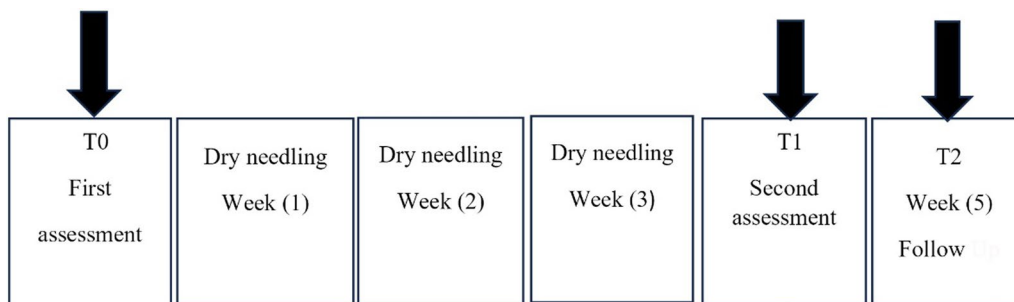 T0
First
assessment
Dry needling
Week (1)
Dry needling
Week (2)
Dry needling
Week (3)
T1
Second
assessment
T2
Week (5)
Follow Up